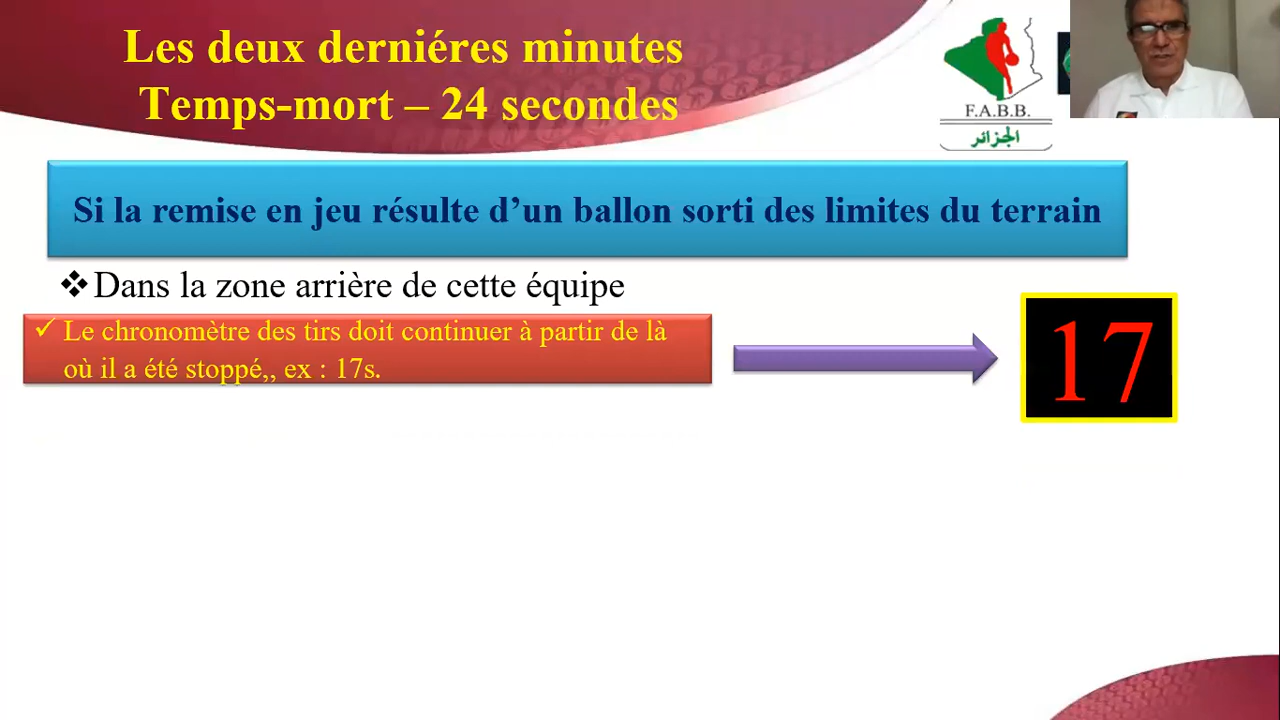 Les deux derniéres minutes
Temps-mort – 24 secondes
F.A.B.B.
الجزائر
Si la remise en jeu résulte d’un ballon sorti des limites du terrain
❖Dans la zone arrière de cette équipe
✓ Le chronomètre des tirs doit continuer à partir de là
où il a été stoppé,, ex : 17s.
17